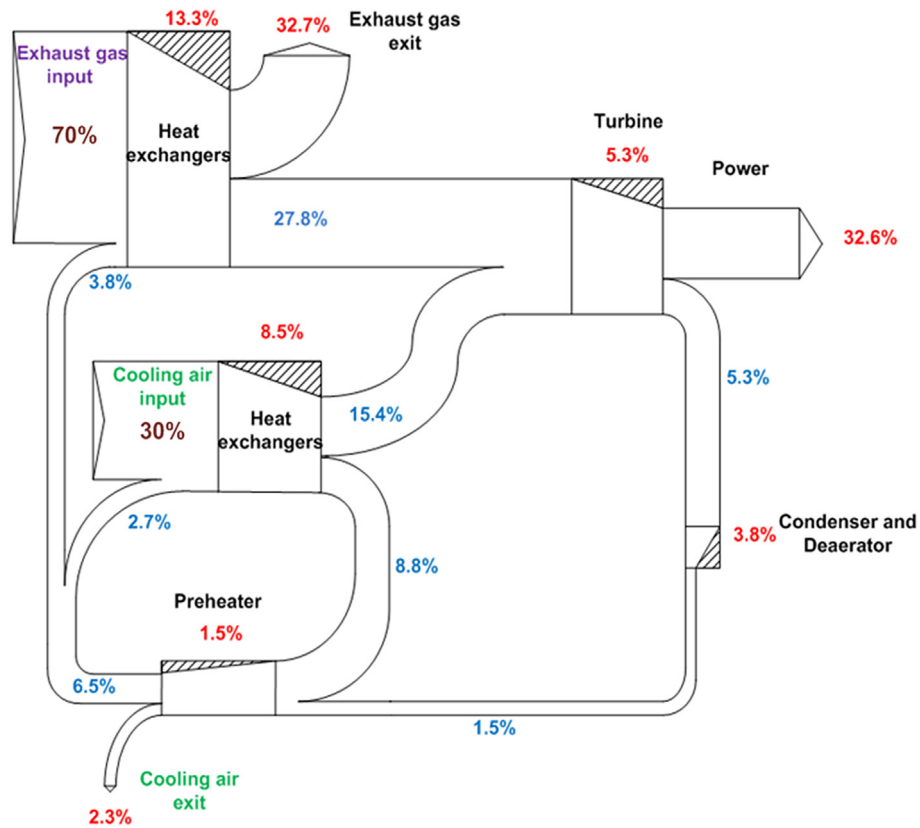 13.3%
32.7%
Exhaust gas
exit
Exhaust gas
input
70%
Heat
exchangers
Turbine
5.3%
Power
27.8%
32.6%
3.8%
8.5%
Cooling air
input
30%
Heat
exchangers
15.4%
5.3%
2.7%
3.8%
Condenser and
Deaerator
8.8%
Preheater
1.5%
6.5%
1.5%
Cooling air
exit
2.3%